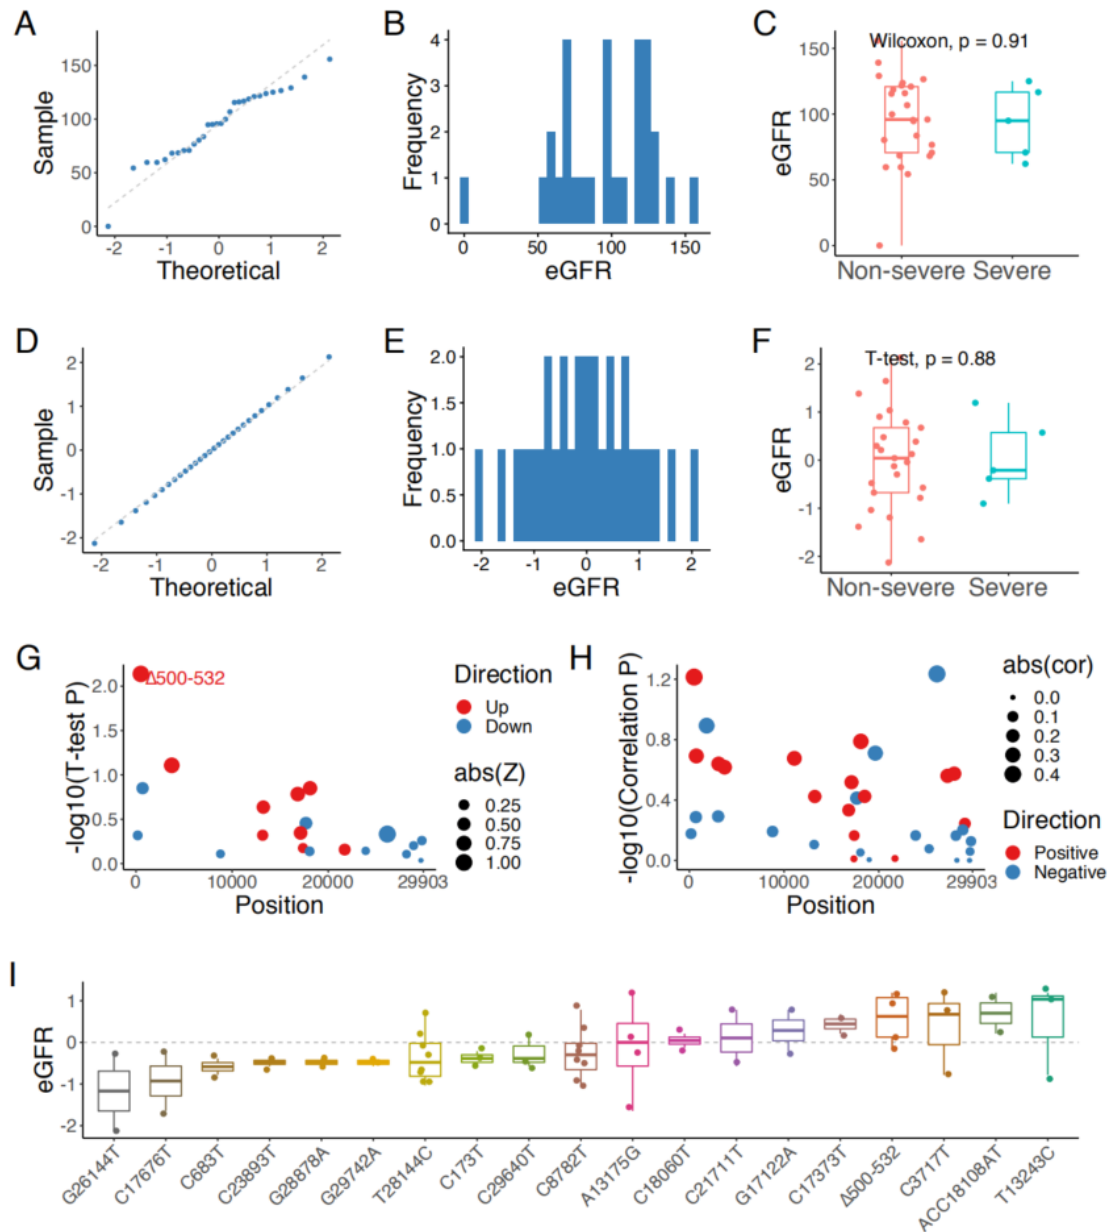 A
Sample
150
100
50
0
-2
-1
0
1
2
Theoretical
B
Frequency
4
3
2
1
0
0
50
100
150
eGFR
C
Wilcoxon, p = 0.91
eGFR
150
100
50
0
Non-severe
Severe
D
Sample
2
1
0
-1
-2
-2
-1
0
1
2
Theoretical
E
Frequency
2.0
1.5
1.0
0.5
0.0
-2
-1
0
1
2
eGFR
F
T-test, p = 0.88
eGFR
2
1
0
-1
-2
Non-severe
Severe
G
-log10(T-test P)
2.0
1.5
1.0
0.5
0.0
Δ500-532
0
10000
20000
29903
Position
Direction
Up
Down
abs(Z)
0.25
0.50
0.75
1.00
H
-log10(Correlation P)
1.2
0.8
0.4
0.0
0
10000
20000
29903
Position
abs(cor)
0.0
0.1
0.2
0.3
0.4
Direction
Positive
Negative
I
eGFR
1
0
-1
-2
G26144T
C17676T
C683T
C23893T
G28878A
G29742A
T28144C
C173T
C29640T
C8782T
A13175G
C18060T
C21711T
G17122A
C17373T
Δ500-532
C3717T
ACC18108AT
T13243C